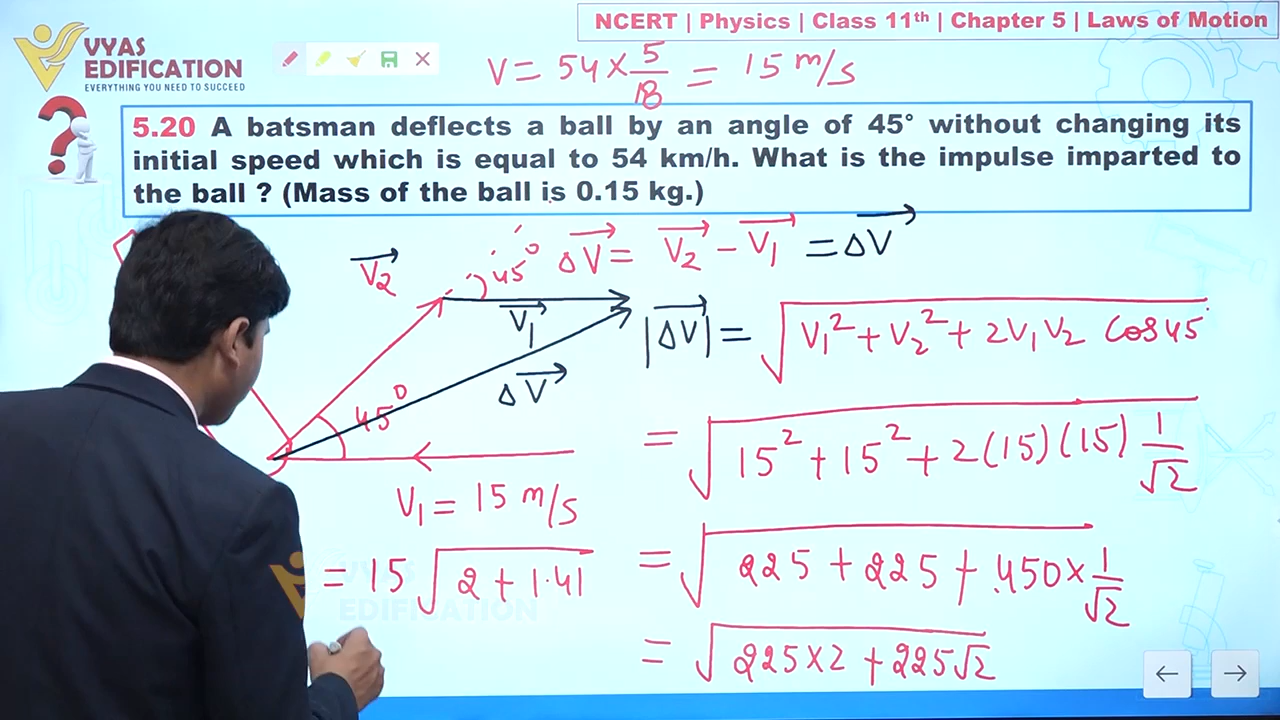 NCERT | Physics | Class 11th | Chapter 5 | Laws of Motion
VYAS
EDIFICATION
EVERYTHING YOU NEED TO SUCCEED
V = 54 × 5/18 = 15 m/s
5.20 A batsman deflects a ball by an angle of 45° without changing its
initial speed which is equal to 54 km/h. What is the impulse imparted to
the ball ? (Mass of the ball is 0.15 kg.)
V₂→ 45° ΔV→ = V₂→ − V₁→ = ΔV→
V₁→
|ΔV→| = √(V₁² + V₂² + 2V₁V₂ Cos45°)
ΔV→
45°
= √(15² + 15² + 2(15)(15) 1/√2)
V₁ = 15 m/s
= √(225 + 225 + 450 × 1/√2)
= 15√(2 + 1.41)
= √(225×2 + 225√2)
VYAS
EDIFICATION